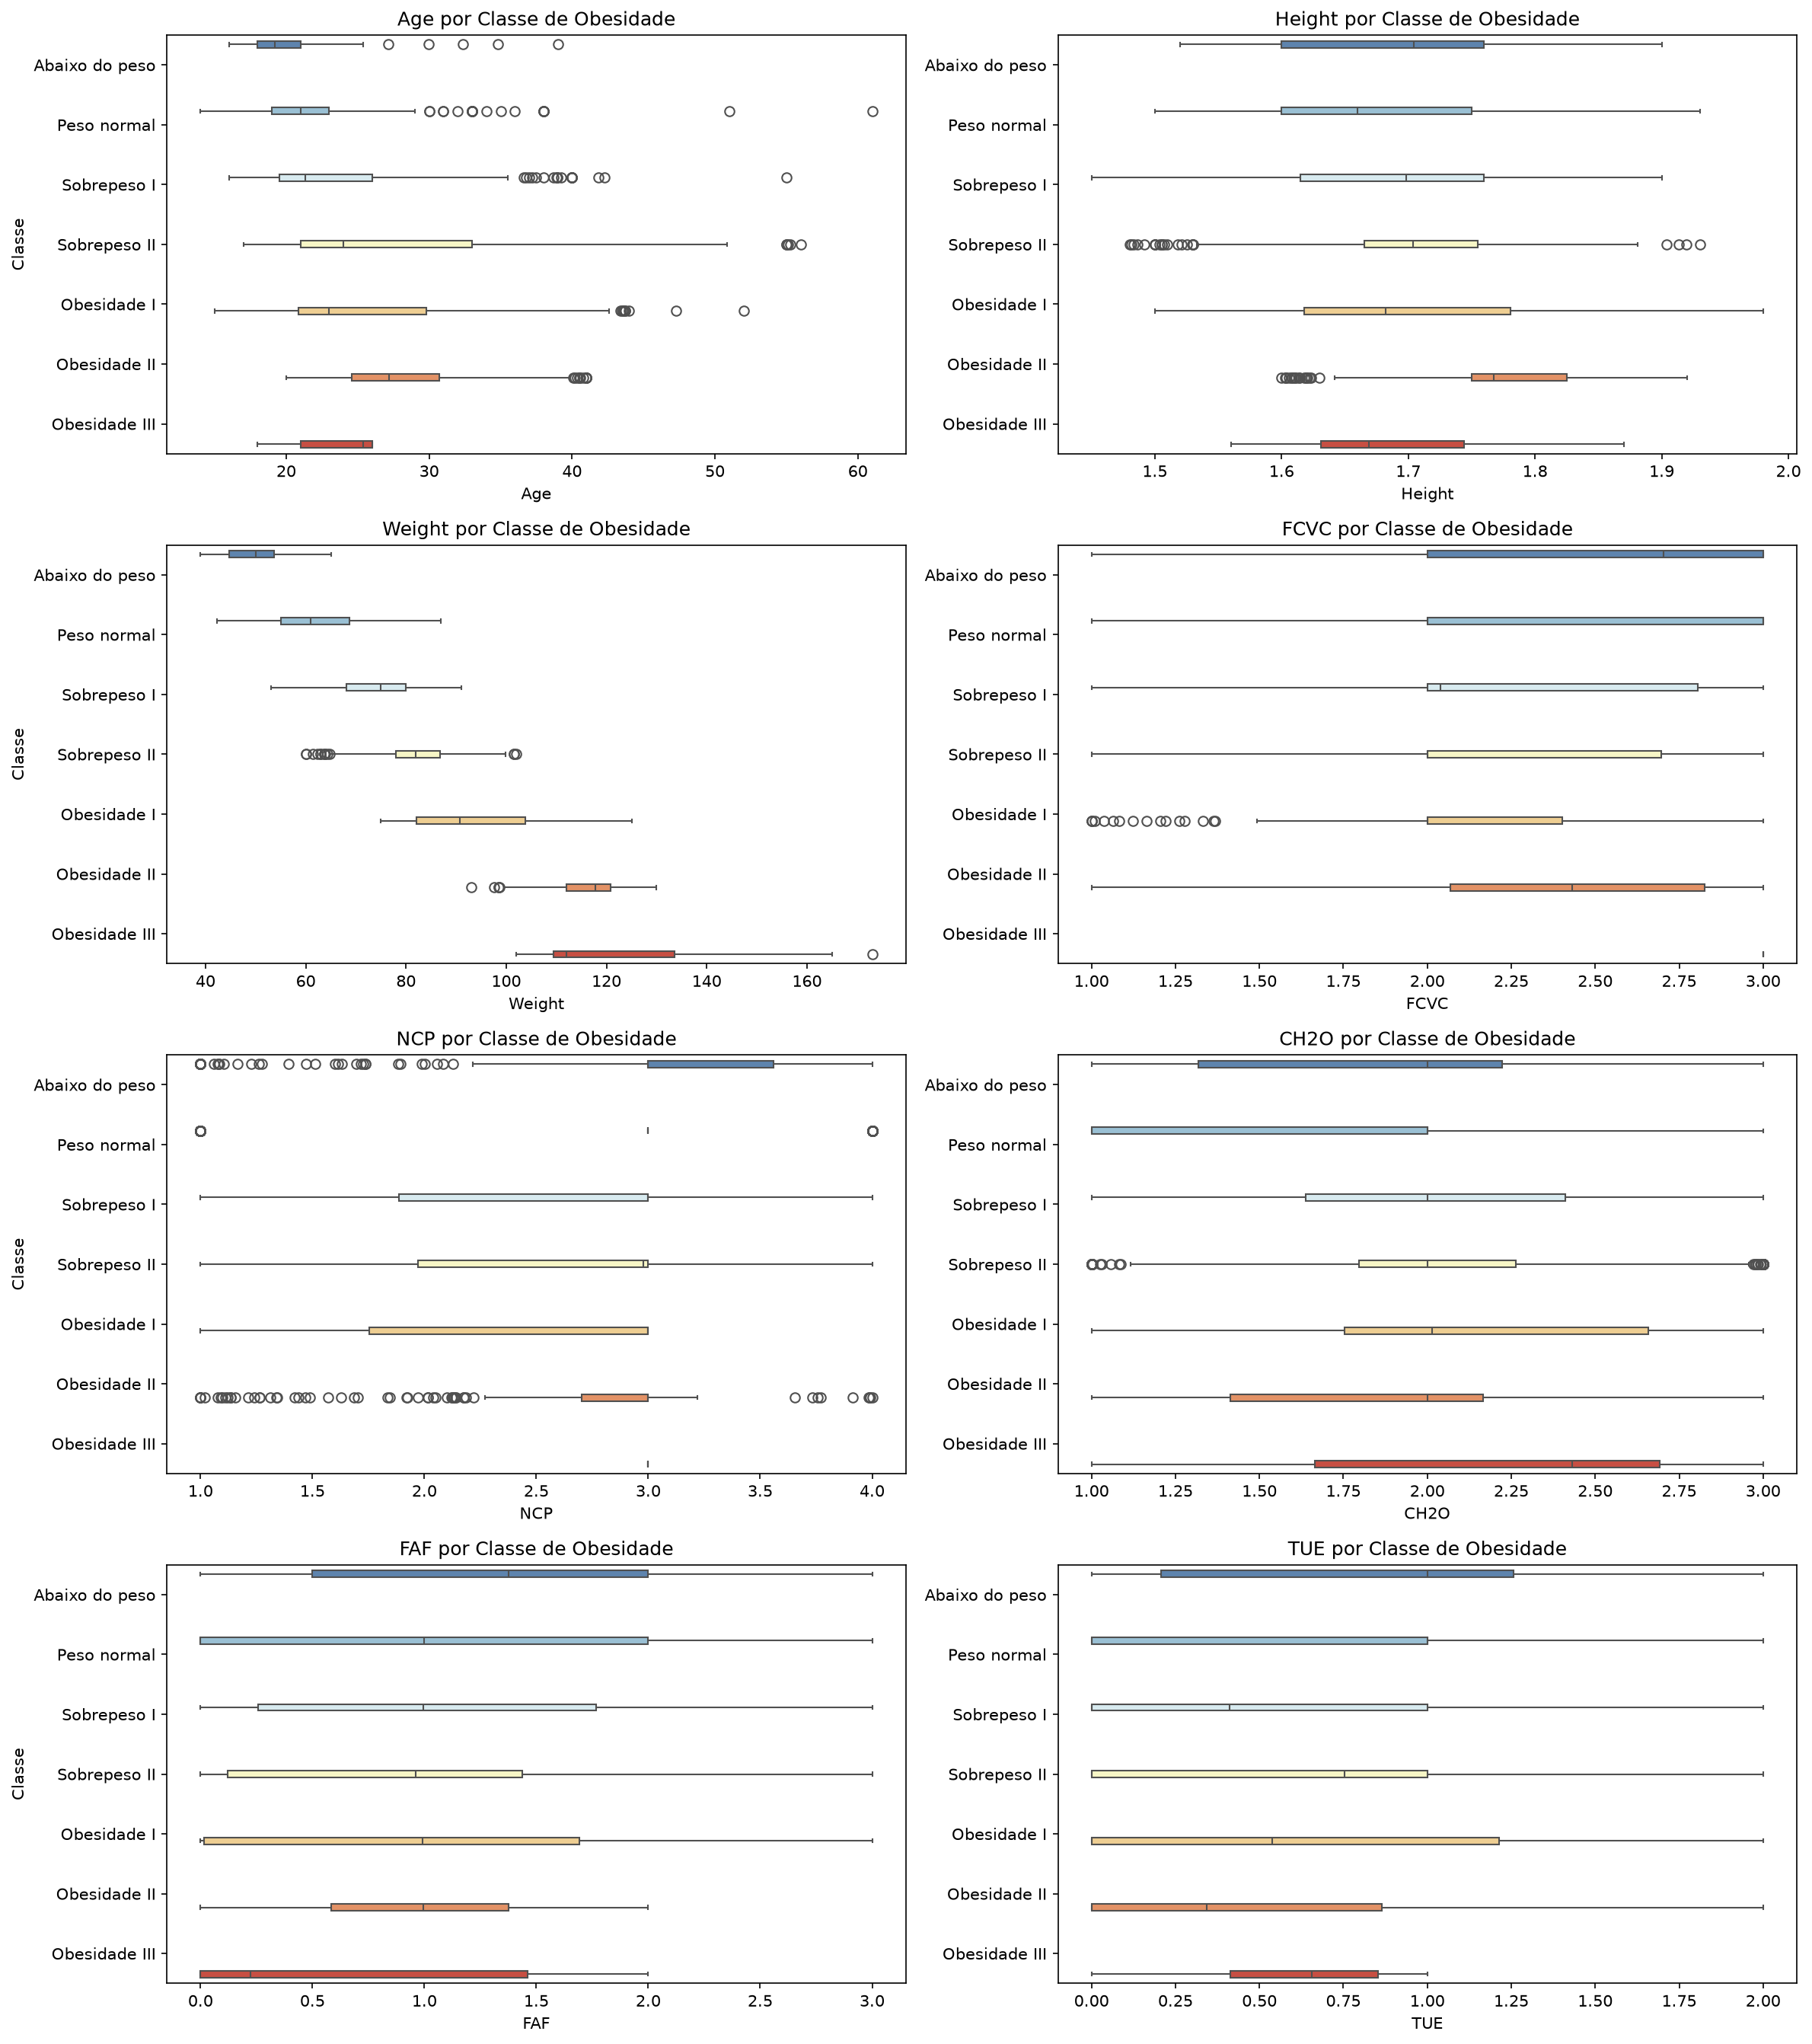 Age por Classe de Obesidade
Classe
Abaixo do peso
Peso normal
Sobrepeso I
Sobrepeso II
Obesidade I
Obesidade II
Obesidade III
20 30 40 50 60
Age
Height por Classe de Obesidade
Abaixo do peso
Peso normal
Sobrepeso I
Sobrepeso II
Obesidade I
Obesidade II
Obesidade III
1.5 1.6 1.7 1.8 1.9 2.0
Height
Weight por Classe de Obesidade
Classe
Abaixo do peso
Peso normal
Sobrepeso I
Sobrepeso II
Obesidade I
Obesidade II
Obesidade III
40 60 80 100 120 140 160
Weight
FCVC por Classe de Obesidade
Abaixo do peso
Peso normal
Sobrepeso I
Sobrepeso II
Obesidade I
Obesidade II
Obesidade III
1.00 1.25 1.50 1.75 2.00 2.25 2.50 2.75 3.00
FCVC
NCP por Classe de Obesidade
Classe
Abaixo do peso
Peso normal
Sobrepeso I
Sobrepeso II
Obesidade I
Obesidade II
Obesidade III
1.0 1.5 2.0 2.5 3.0 3.5 4.0
NCP
CH2O por Classe de Obesidade
Abaixo do peso
Peso normal
Sobrepeso I
Sobrepeso II
Obesidade I
Obesidade II
Obesidade III
1.00 1.25 1.50 1.75 2.00 2.25 2.50 2.75 3.00
CH2O
FAF por Classe de Obesidade
Classe
Abaixo do peso
Peso normal
Sobrepeso I
Sobrepeso II
Obesidade I
Obesidade II
Obesidade III
0.0 0.5 1.0 1.5 2.0 2.5 3.0
FAF
TUE por Classe de Obesidade
Abaixo do peso
Peso normal
Sobrepeso I
Sobrepeso II
Obesidade I
Obesidade II
Obesidade III
0.00 0.25 0.50 0.75 1.00 1.25 1.50 1.75 2.00
TUE